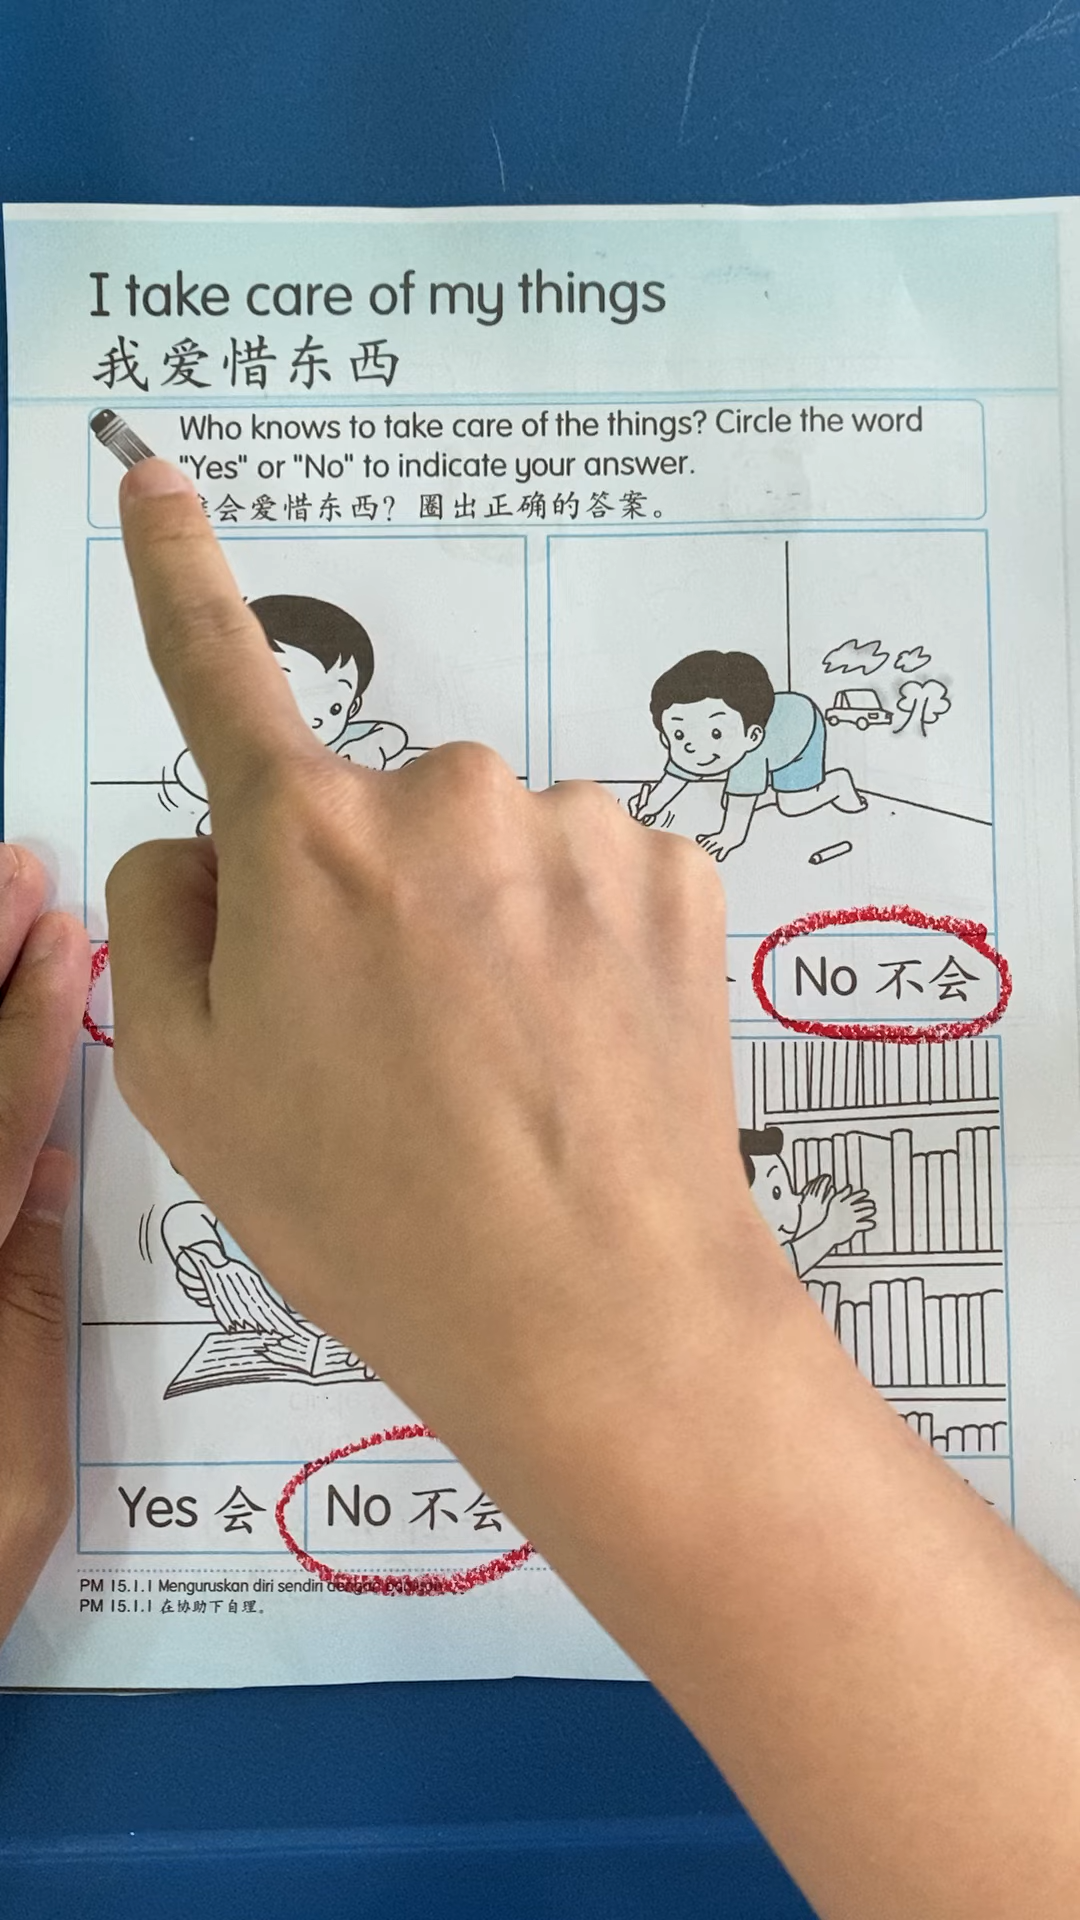 I take care of my things
我爱惜东西
Who knows to take care of the things? Circle the word
"Yes" or "No" to indicate your answer.
会爱惜东西？圈出正确的答案。
No 不会
Yes 会
No 不会
PM 15.1.1 Menguruskan diri sendiri dengan
PM 15.1.1 在协助下自理。